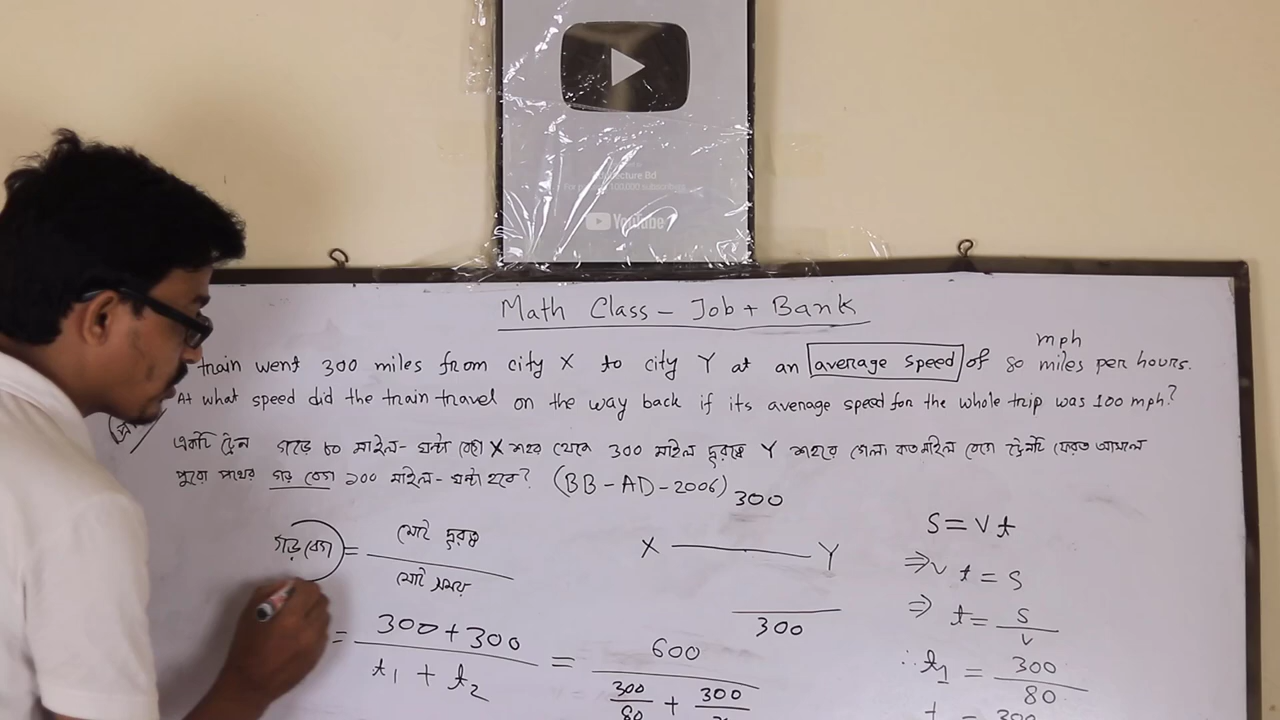 Lecture Bd
YouTube
Math Class - Job + Bank
mph
train went 300 miles from city X to city Y at an average speed of 80 miles per hours.
At what speed did the train travel on the way back if its average speed for the whole trip was 100 mph?
একটি ট্রেন গড়ে ৮০ মাইল-ঘন্টা বেগে X শহর থেকে 300 মাইল দূরত্বে Y শহরে গেল। কত মাইল বেগে ট্রেনটি ফেরত আসলে
পুরো পথের গড় বেগ ১০০ মাইল-ঘন্টা হবে? (BB-AD-2006)
300
গড় বেগ = মোট দূরত্ব / মোট সময়
X Y
300
= 300+300 / t1 + t2 = 600 / 300/80 + 300
S = V t
⇒ v t = S
⇒ t = S/v
∴ t1 = 300/80
= 300